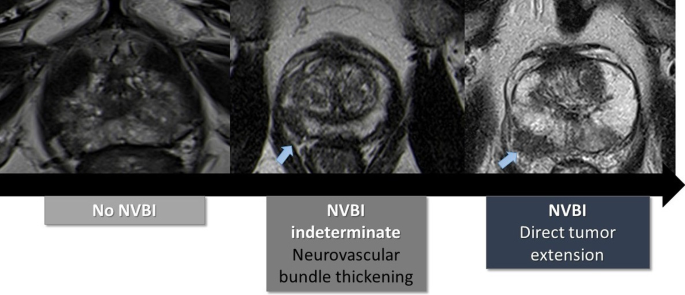 No NVBI
NVBI
indeterminate
Neurovascular
bundle thickening
NVBI
Direct tumor
extension